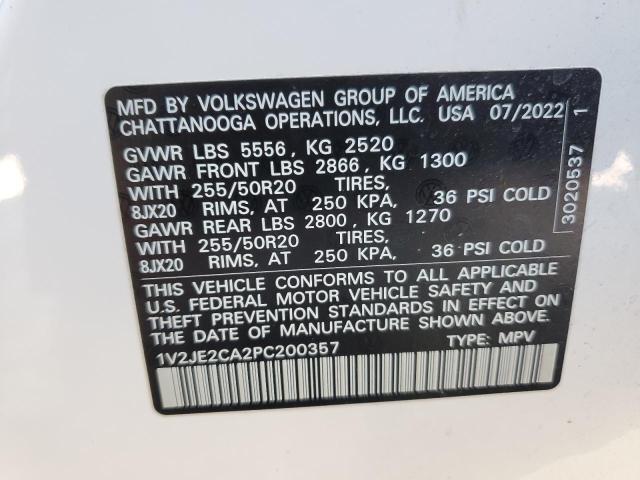 MFD BY VOLKSWAGEN GROUP OF AMERICA
CHATTANOOGA OPERATIONS, LLC. USA 07/2022
GVWR LBS 5556, KG 2520
GAWR FRONT LBS 2866, KG 1300
WITH 255/50R20 TIRES,
8JX20 RIMS, AT 250 KPA, 36 PSI COLD
GAWR REAR LBS 2800, KG 1270
WITH 255/50R20 TIRES,
8JX20 RIMS, AT 250 KPA, 36 PSI COLD
THIS VEHICLE CONFORMS TO ALL APPLICABLE
U.S. FEDERAL MOTOR VEHICLE SAFETY AND
THEFT PREVENTION STANDARDS IN EFFECT ON
THE DATE OF MANUFACTURE SHOWN ABOVE.
1V2JE2CA2PC200357 TYPE: MPV
3020537 1